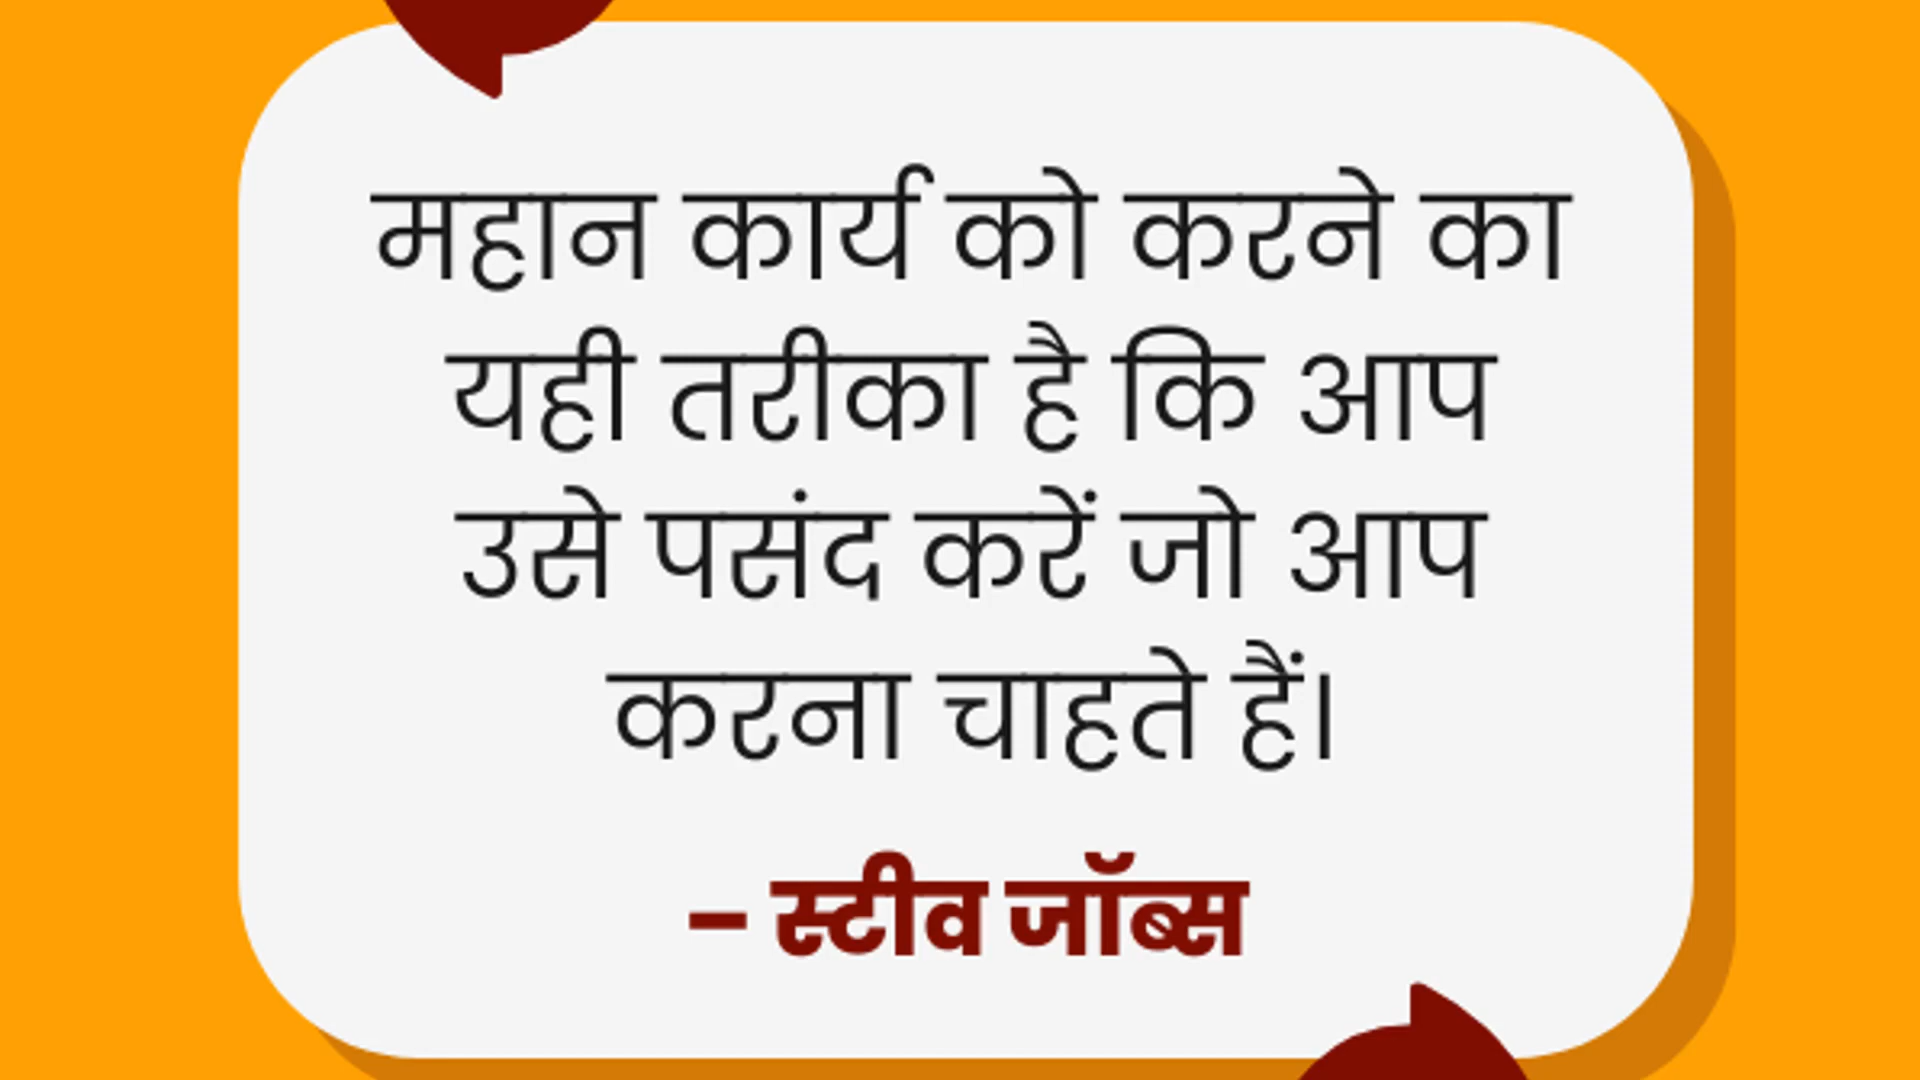 महान कार्य को करने का
यही तरीका है कि आप
उसे पसंद करें जो आप
करना चाहते हैं।
– स्टीव जॉब्स